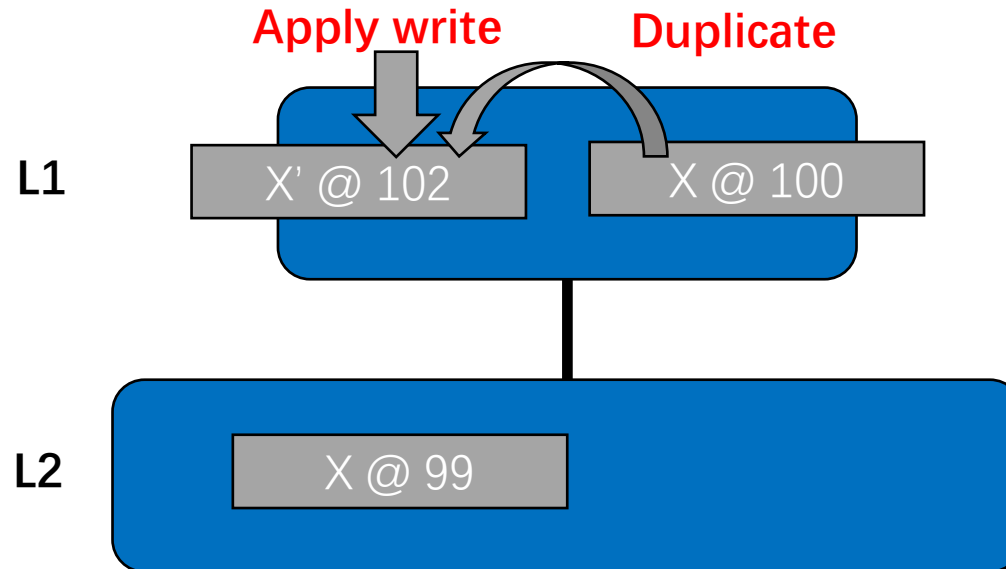 Apply write
Duplicate
L1
X’ @ 102
X @ 100
L2
X @ 99